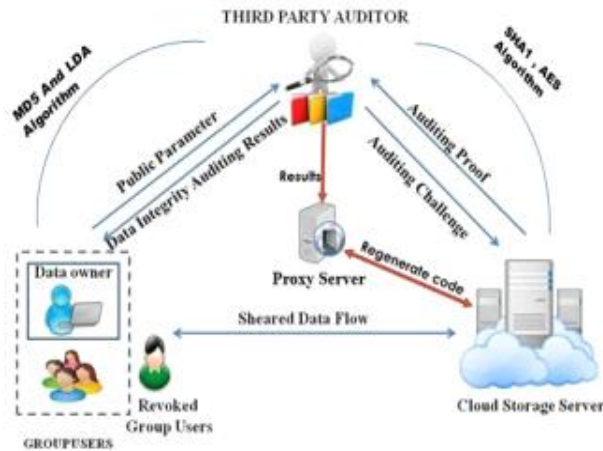 THIRD PARTY AUDITOR
MD5 And LDA
Algorithm
SHA1 , AES
Algorithm
Public Parameter
Data Integrity Auditing Results
Auditing Proof
Auditing Challenge
Results
Proxy Server
Regenerate code
Data owner
Sheared Data Flow
Revoked
Group Users
Cloud Storage Server
GROUPUSERS